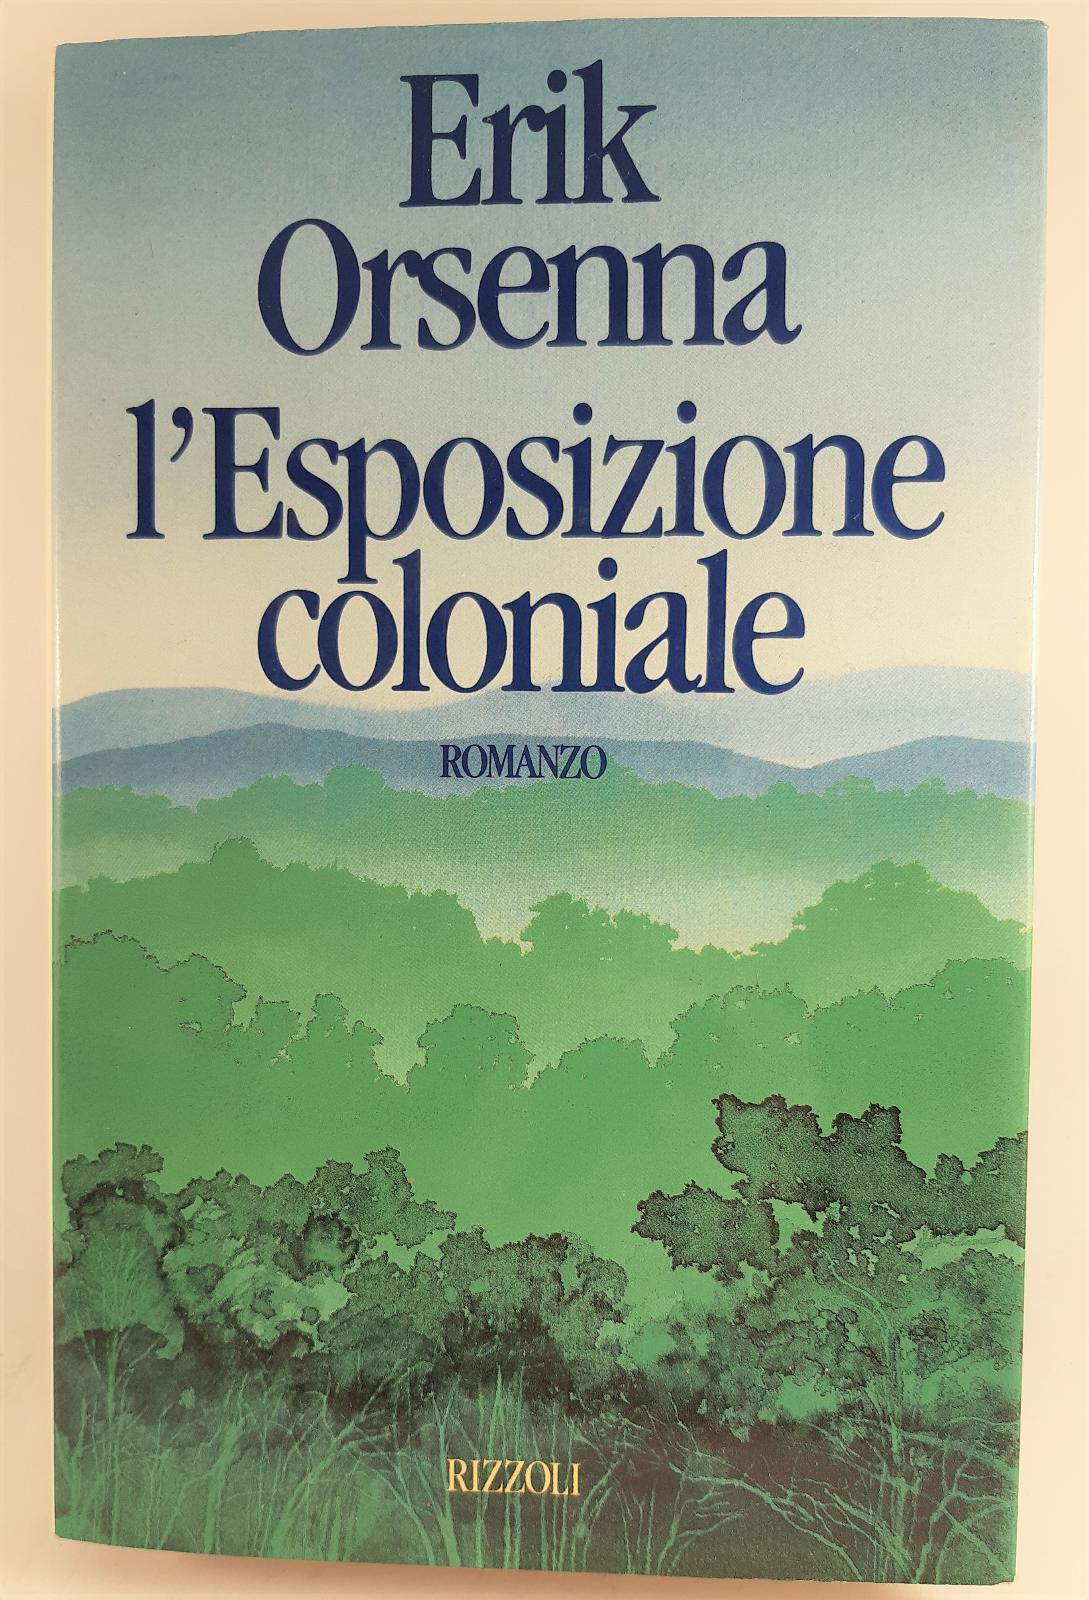 Erik
Orsenna
l'Esposizione
coloniale
ROMANZO
RIZZOLI